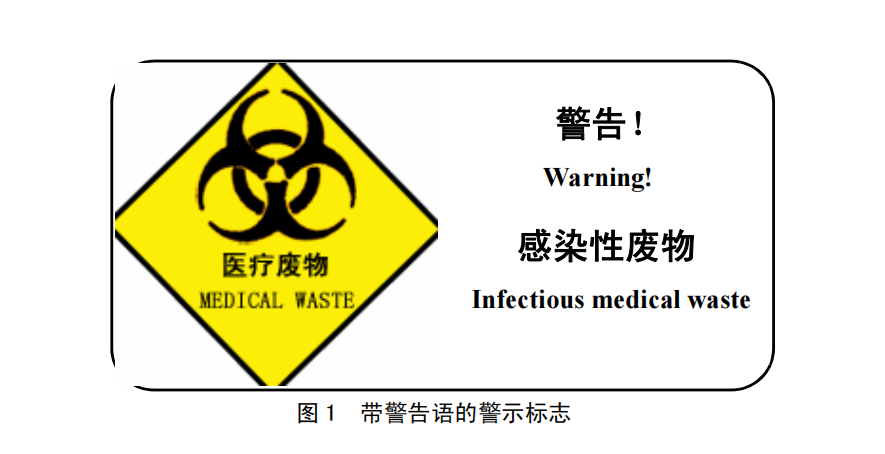 医疗废物
MEDICAL WASTE
警告!
Warning!
感染性废物
Infectious medical waste
图 1 带警告语的警示标志